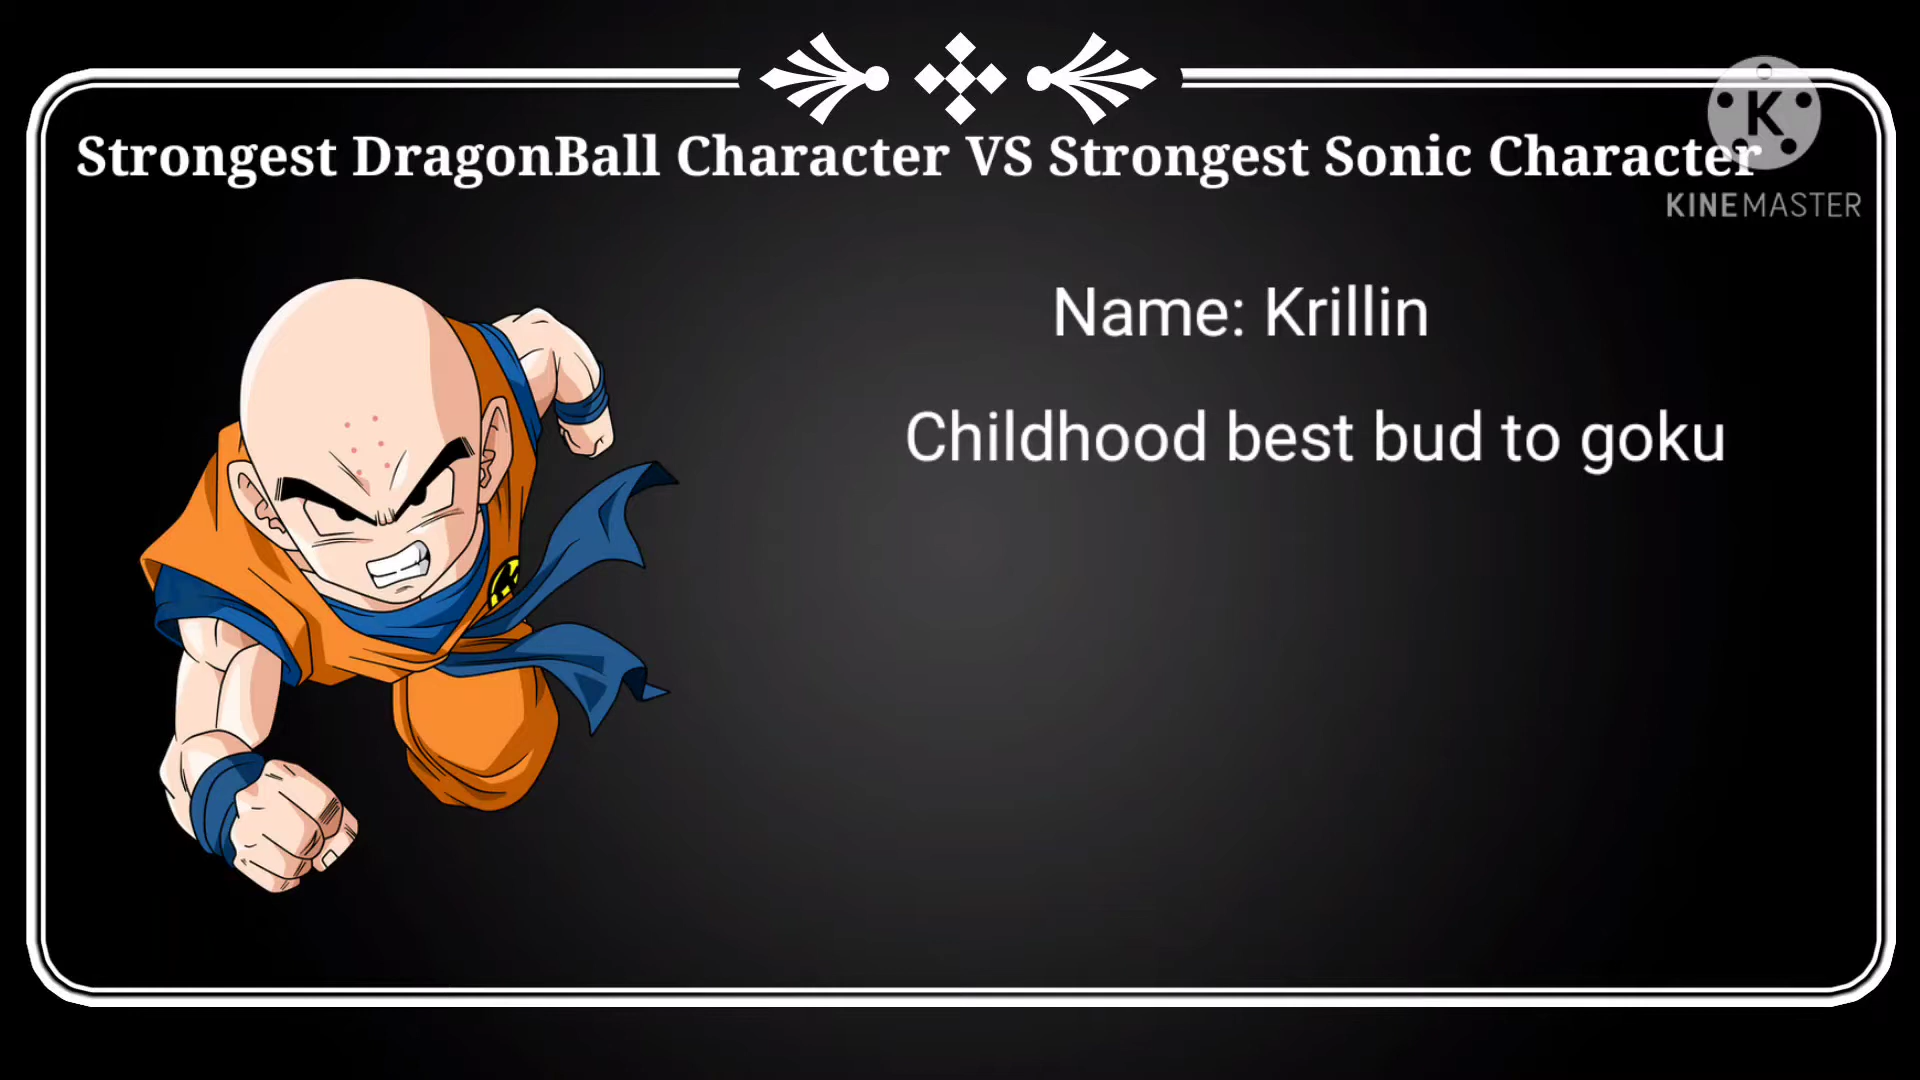 Strongest DragonBall Character VS Strongest Sonic Character
K
KINEMASTER
Name: Krillin
Childhood best bud to goku